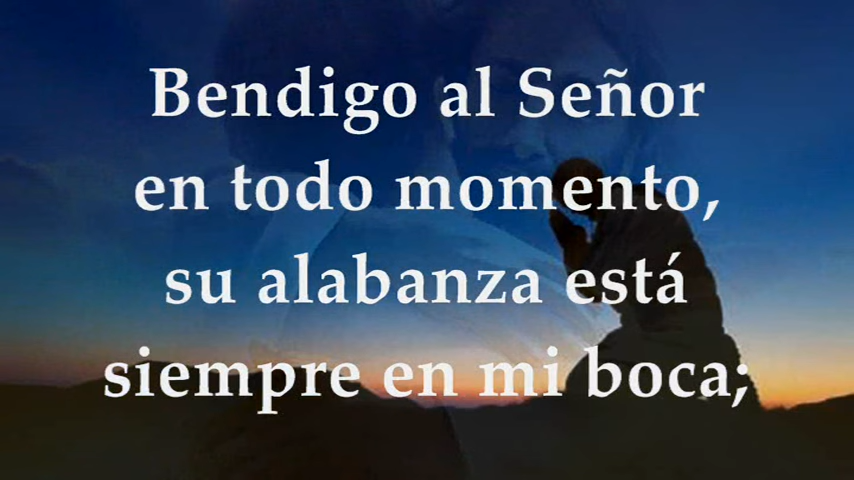 Bendigo al Señor
en todo momento,
su alabanza está
siempre en mi boca;